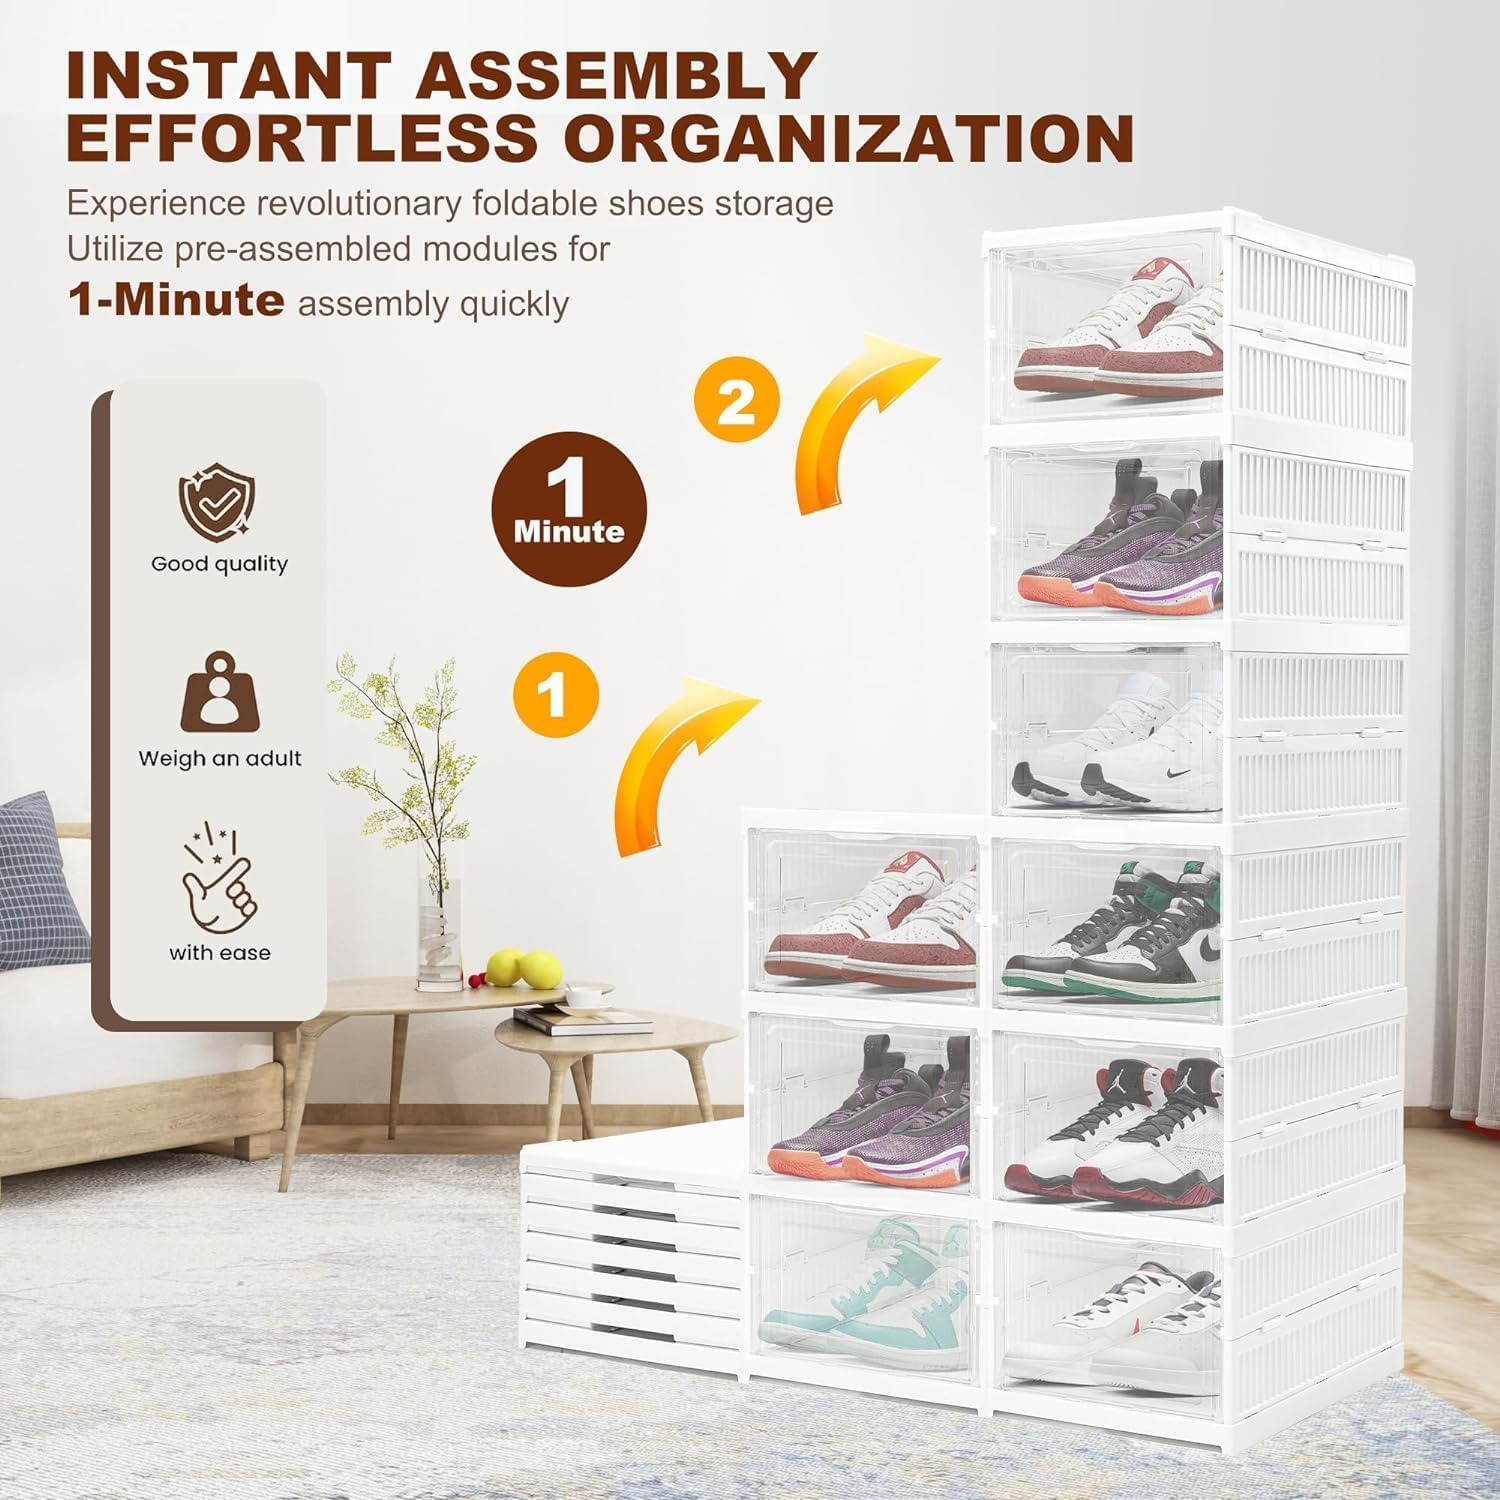 INSTANT ASSEMBLY
EFFORTLESS ORGANIZATION
Experience revolutionary foldable shoes storage
Utilize pre-assembled modules for
1-Minute assembly quickly
2
1
Minute
Good quality
1
Weigh an adult
with ease